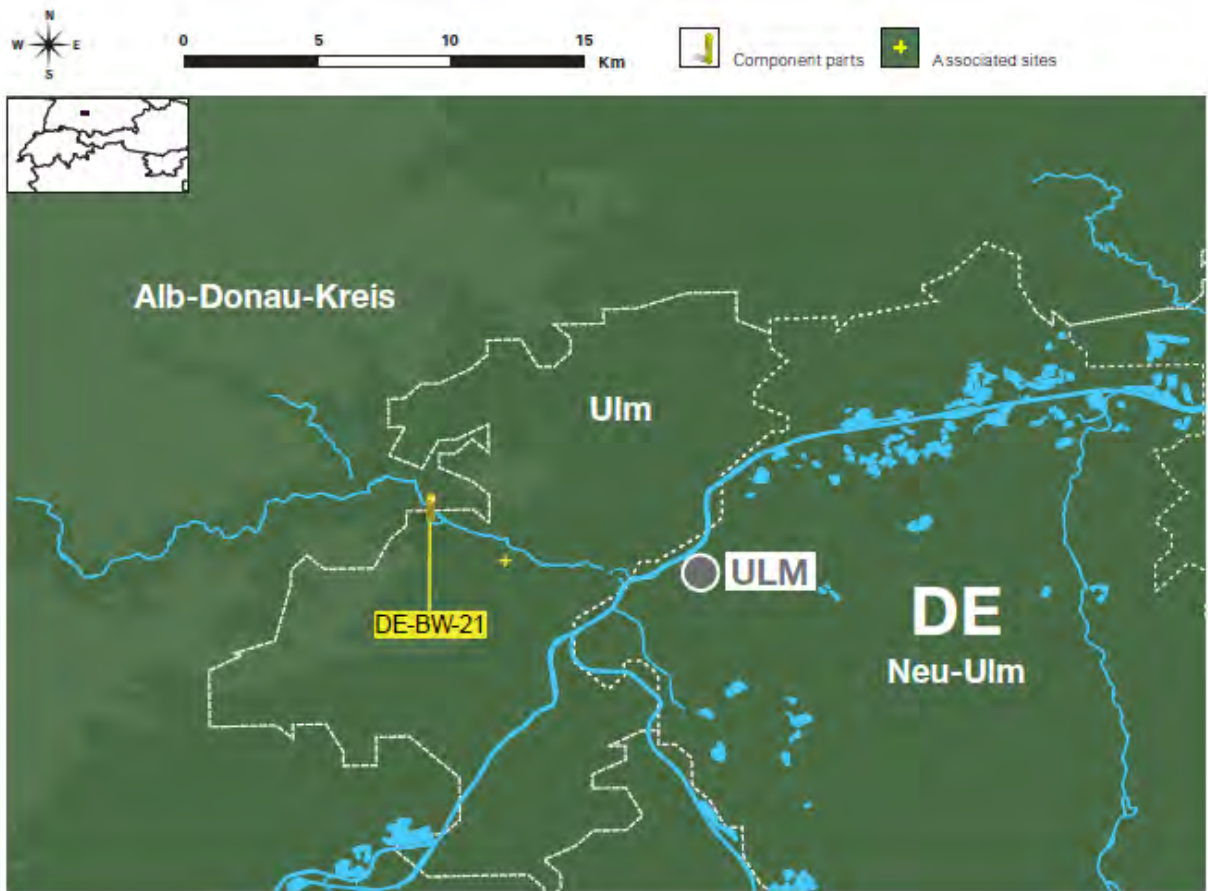 N
W E
S
0 5 10 15
Km
Component parts
Associated sites
Alb-Donau-Kreis
Ulm
ULM
DE-BW-21
DE
Neu-Ulm